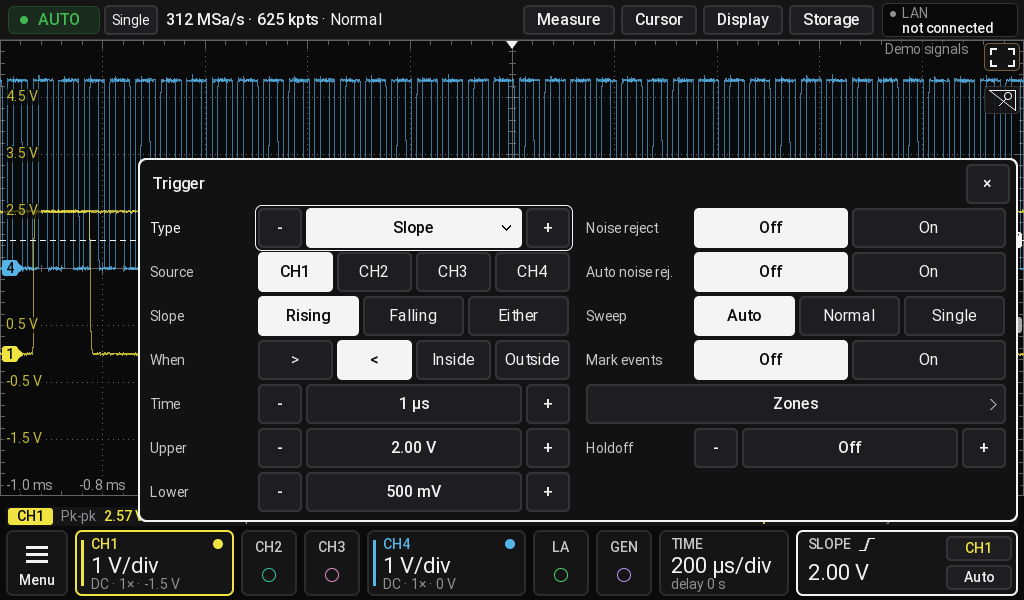 AUTO Single 312 MSa/s · 625 kpts · Normal Measure Cursor Display Storage LAN
not connected
Demo signals
4.5 V
3.5 V
Trigger ×
2.5 V
Type - Slope + Noise reject Off On
Source CH1 CH2 CH3 CH4 Auto noise rej. Off On
4
Slope Rising Falling Either Sweep Auto Normal Single
0.5 V
When > < Inside Outside Mark events Off On
1
-0.5 V
Time - 1 µs + Zones
-1.5 V
Upper - 2.00 V + Holdoff - Off +
-1.0 ms -0.8 ms
Lower - 500 mV +
CH1 Pk-pk 2.57 V
Menu
CH1
1 V/div
DC · 1× · -1.5 V
CH2
CH3
CH4
1 V/div
DC · 1× · 0 V
LA
GEN
TIME
200 µs/div
delay 0 s
SLOPE
2.00 V
CH1
Auto